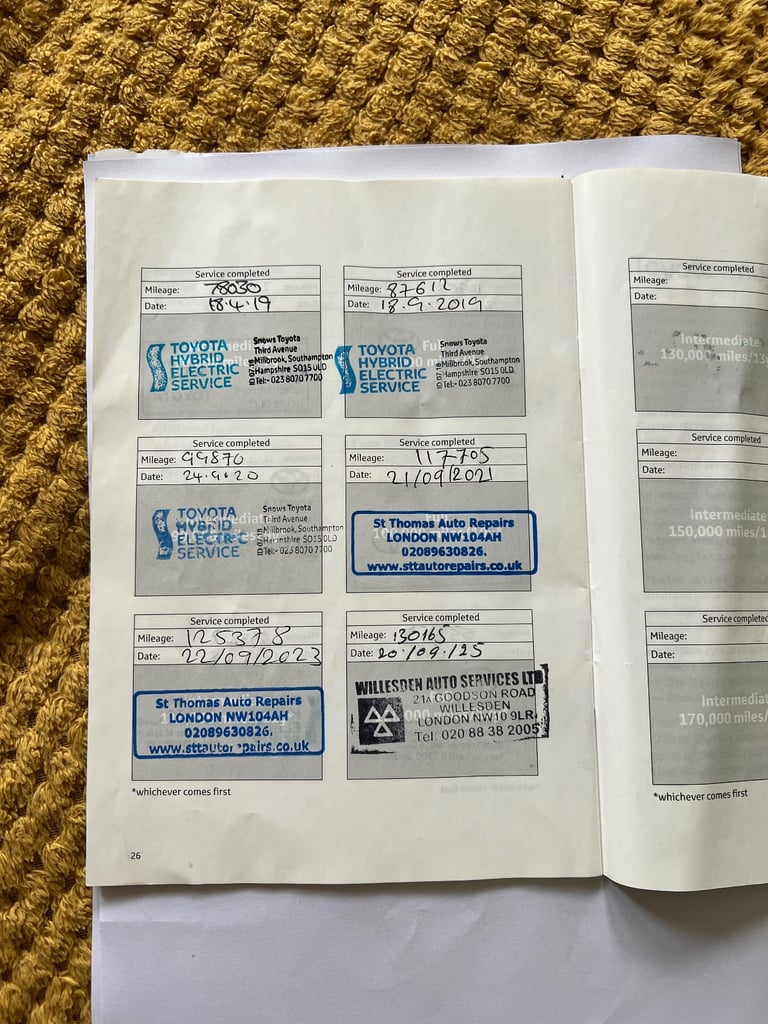 Service completed
Mileage: 78030
Date: 18.4.19
TOYOTA
HYBRID
ELECTRIC
SERVICE
Snows Toyota
Third Avenue
Millbrook, Southampton
Hampshire SO15 0LD
Tel:- 023 8070 7700
Service completed
Mileage: 87612
Date: 18.9.2019
TOYOTA
HYBRID
ELECTRIC
SERVICE
Snows Toyota
Third Avenue
Millbrook, Southampton
Hampshire SO15 0LD
Tel:- 023 8070 7700
Service completed
Mileage: 99870
Date: 24.9.20
TOYOTA
HYBRID
ELECTRIC
SERVICE
Snows Toyota
Third Avenue
Millbrook, Southampton
Hampshire SO15 0LD
Tel:- 023 8070 7700
Service completed
Mileage: 117705
Date: 21/09/2021
St Thomas Auto Repairs
LONDON NW104AH
02089630826.
www.sttautorepairs.co.uk
Service completed
Mileage: 125378
Date: 22/09/2023
St Thomas Auto Repairs
LONDON NW104AH
02089630826.
www.sttautorepairs.co.uk
Service completed
Mileage: 130165
Date: 20/09/25
WILLESDEN AUTO SERVICES LTD
21A GOODSON ROAD
WILLESDEN
LONDON NW10 9LR
Tel: 020 88 38 2005
*whichever comes first
26
Service completed
Mileage:
Date:
Intermediate
130,000 miles/13
Service completed
Mileage:
Date:
Intermediate
150,000 miles/1
Service completed
Mileage:
Date:
Intermediate
170,000 miles/
*whichever comes first